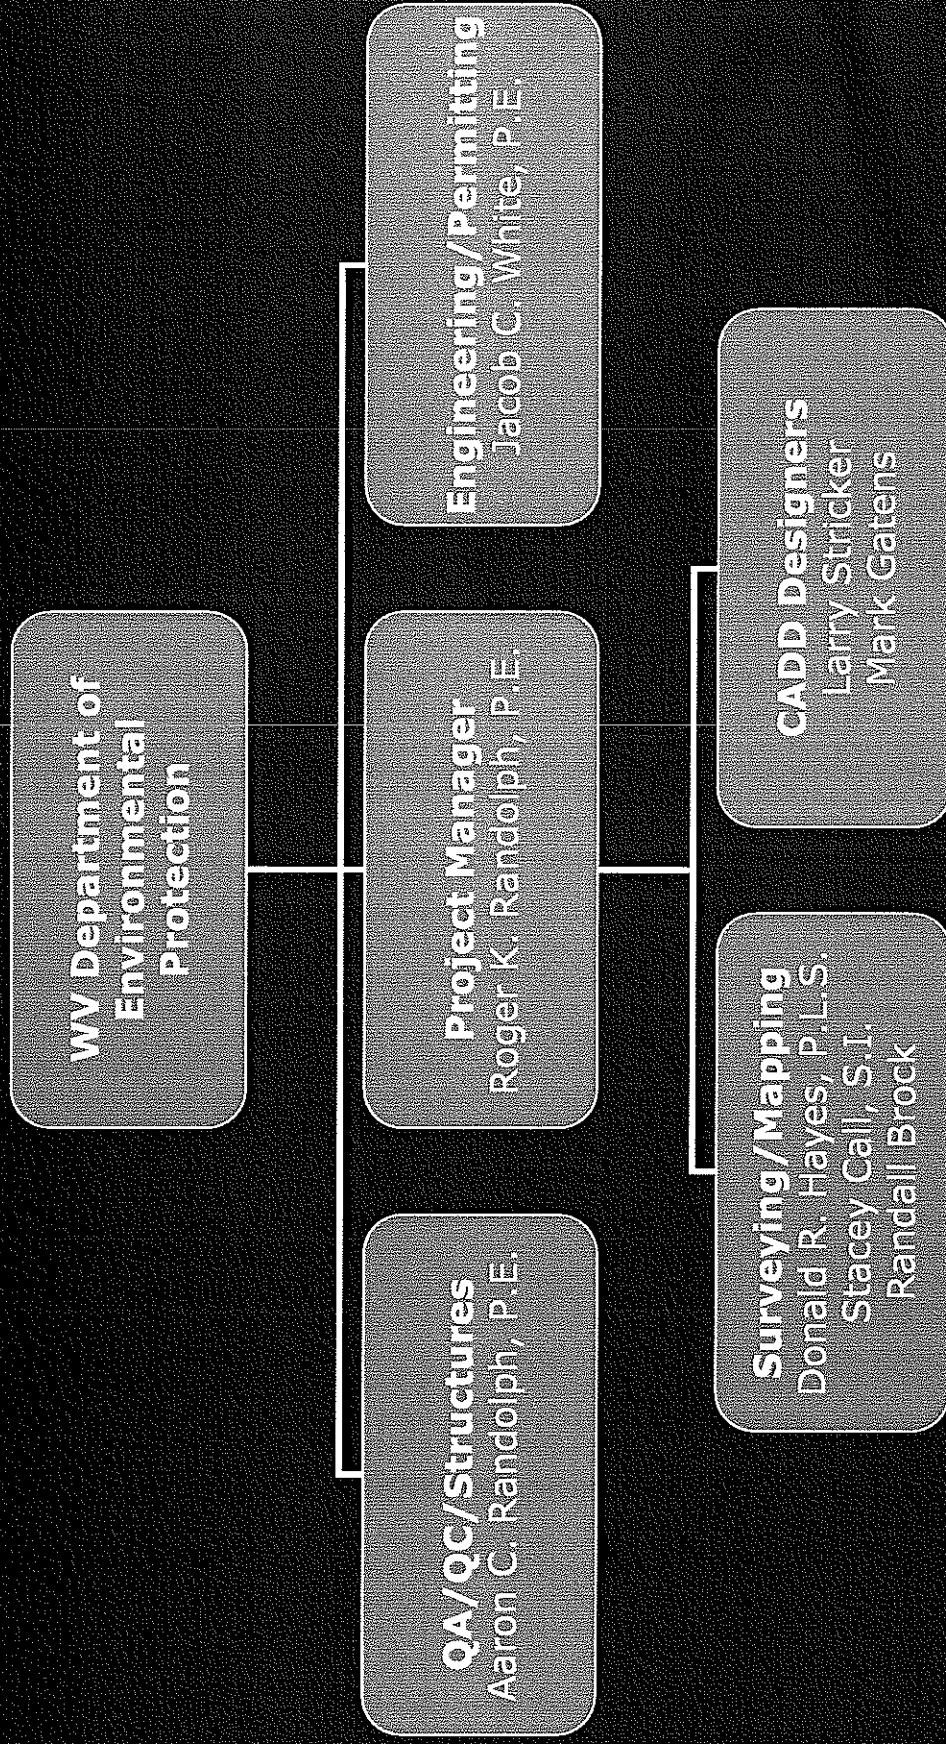 WV Department of
Environmental
Protection
QA/QC/Structures
Aaron C. Randolph, P.E.
Project Manager
Roger K. Randolph, P.E.
Engineering/Permitting
Jacob C. White, P.E.
Surveying/Mapping
Donald R. Hayes, P.L.S.
Stacey Call, S.I.
Randall Brock
CADD Designers
Larry Stricker
Mark Gatens